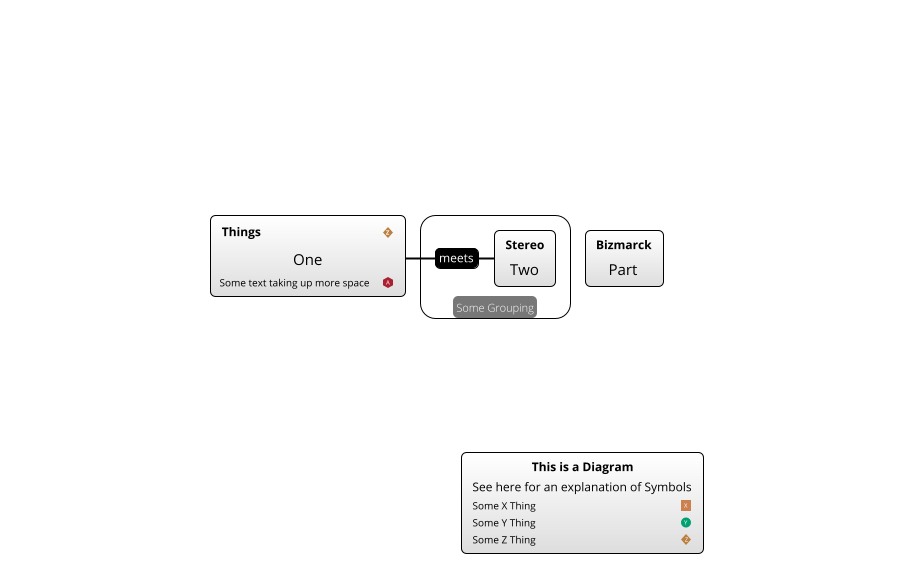 Things
Z
One
Some text taking up more space
A
meets
Stereo
Two
Some Grouping
Bizmarck
Part
This is a Diagram
See here for an explanation of Symbols
Some X Thing X
Some Y Thing Y
Some Z Thing Z